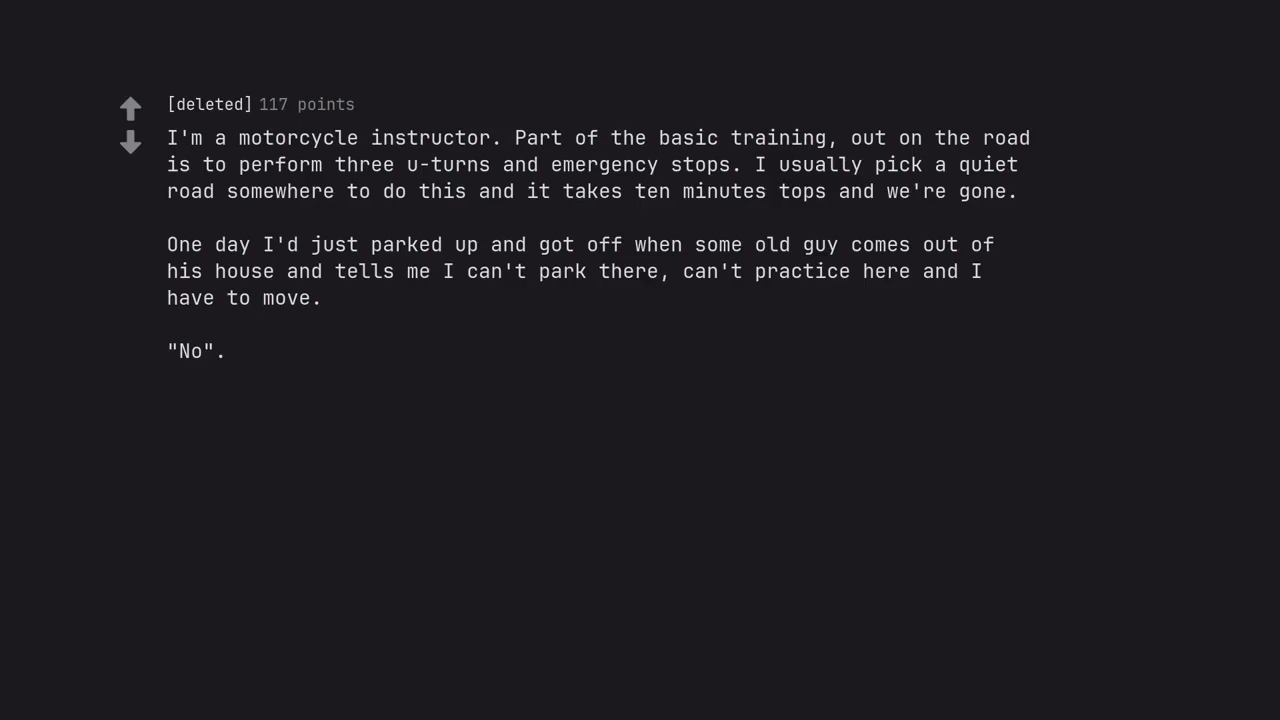 [deleted] 117 points
I'm a motorcycle instructor. Part of the basic training, out on the road
is to perform three u-turns and emergency stops. I usually pick a quiet
road somewhere to do this and it takes ten minutes tops and we're gone.
One day I'd just parked up and got off when some old guy comes out of
his house and tells me I can't park there, can't practice here and I
have to move.
"No".